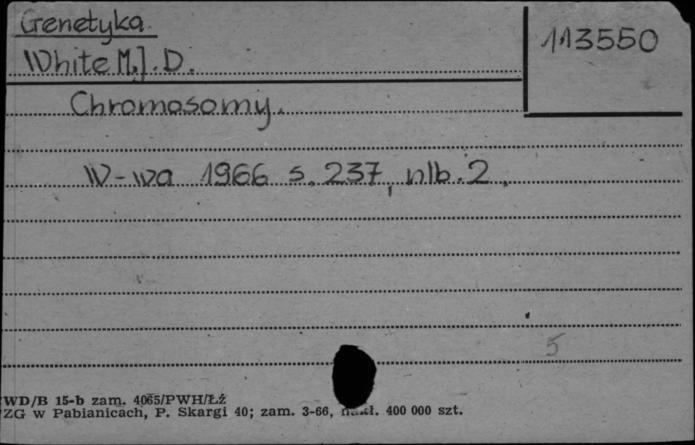 Genetyka.
113550
White M.J.D.
Chromosomy.
W-wa 1966 s. 237, nlb. 2.
5
WD/B 15-b zam. 4065/PWH/Łź
ZG w Pabianicach, P. Skargi 40; zam. 3-66, 400 000 szt.